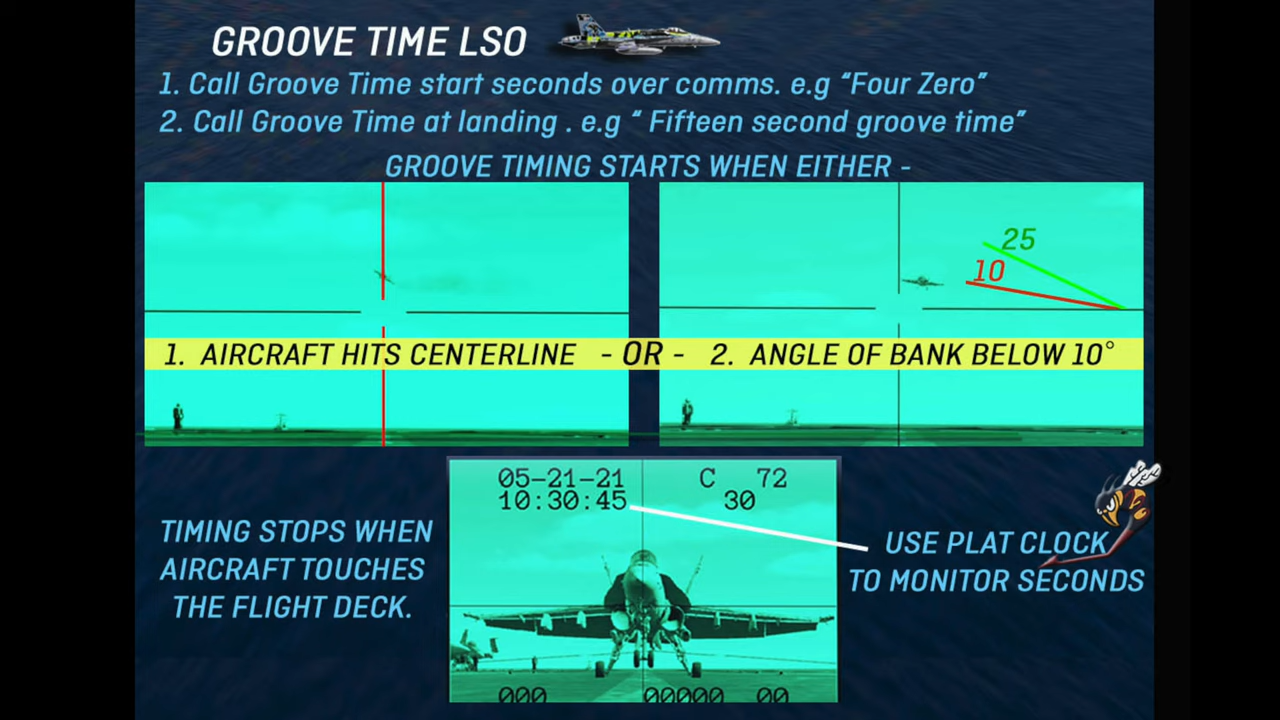 GROOVE TIME LSO
1. Call Groove Time start seconds over comms. e.g “Four Zero”
2. Call Groove Time at landing . e.g “ Fifteen second groove time”
GROOVE TIMING STARTS WHEN EITHER -
25
10
1. AIRCRAFT HITS CENTERLINE - OR - 2. ANGLE OF BANK BELOW 10°
05-21-21 C 72
10:30:45 30
TIMING STOPS WHEN
AIRCRAFT TOUCHES
THE FLIGHT DECK.
USE PLAT CLOCK
TO MONITOR SECONDS
000 00000 00